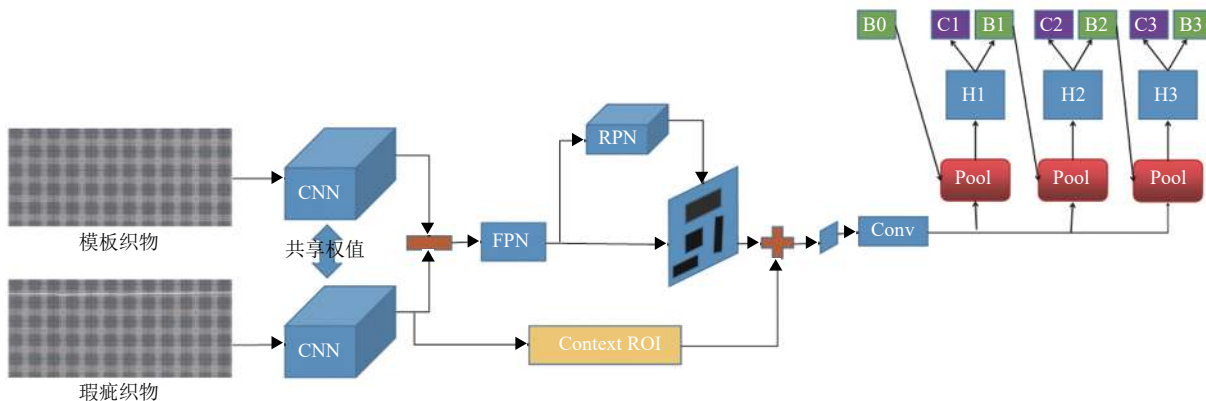 B0
C1
B1
C2
B2
C3
B3
H1
H2
H3
RPN
CNN
Pool
Pool
Pool
模板织物
共享权值
FPN
Conv
CNN
Context ROI
瑕疵织物